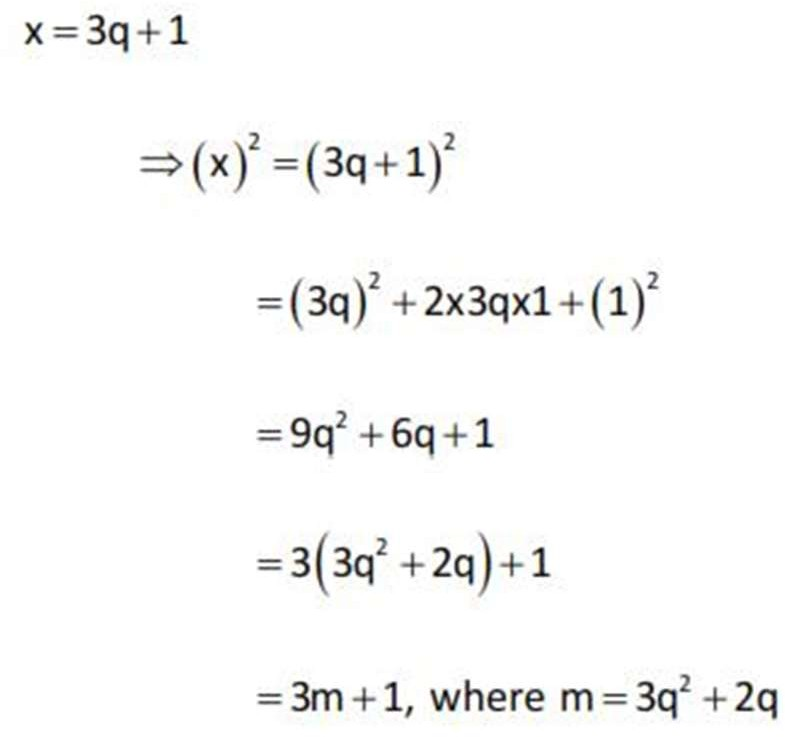 x=3q+1
⇒(x)²=(3q+1)²
=(3q)²+2x3qx1+(1)²
=9q²+6q+1
=3(3q²+2q)+1
=3m+1, where m=3q²+2q